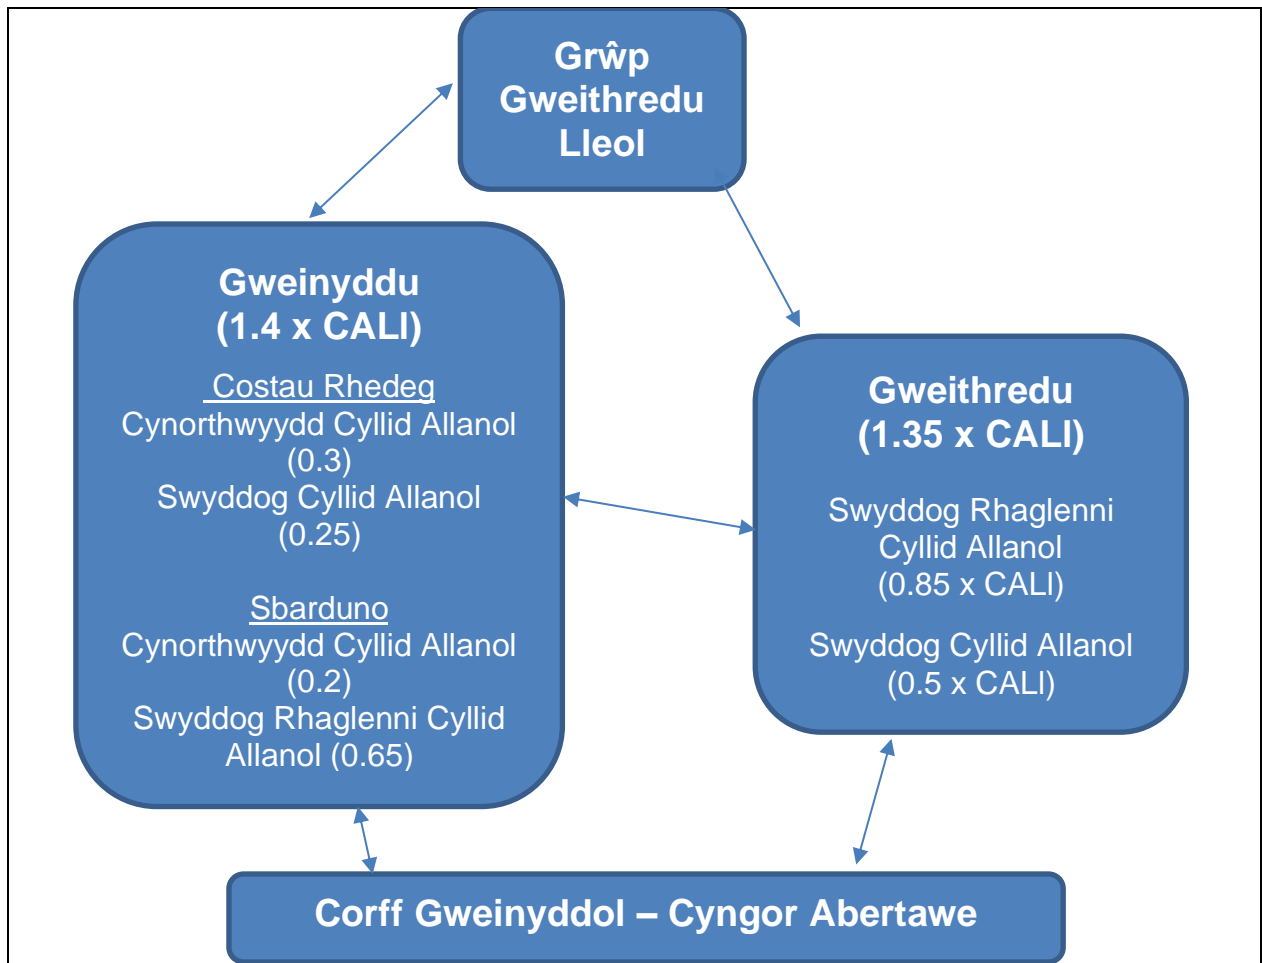 Grŵp
Gweithredu
Lleol
Gweinyddu
(1.4 x CALl)
Costau Rhedeg
Cynorthwyydd Cyllid Allanol
(0.3)
Swyddog Cyllid Allanol
(0.25)
Sbarduno
Cynorthwyydd Cyllid Allanol
(0.2)
Swyddog Rhaglenni Cyllid
Allanol (0.65)
Gweithredu
(1.35 x CALl)
Swyddog Rhaglenni
Cyllid Allanol
(0.85 x CALl)
Swyddog Cyllid Allanol
(0.5 x CALl)
Corff Gweinyddol – Cyngor Abertawe